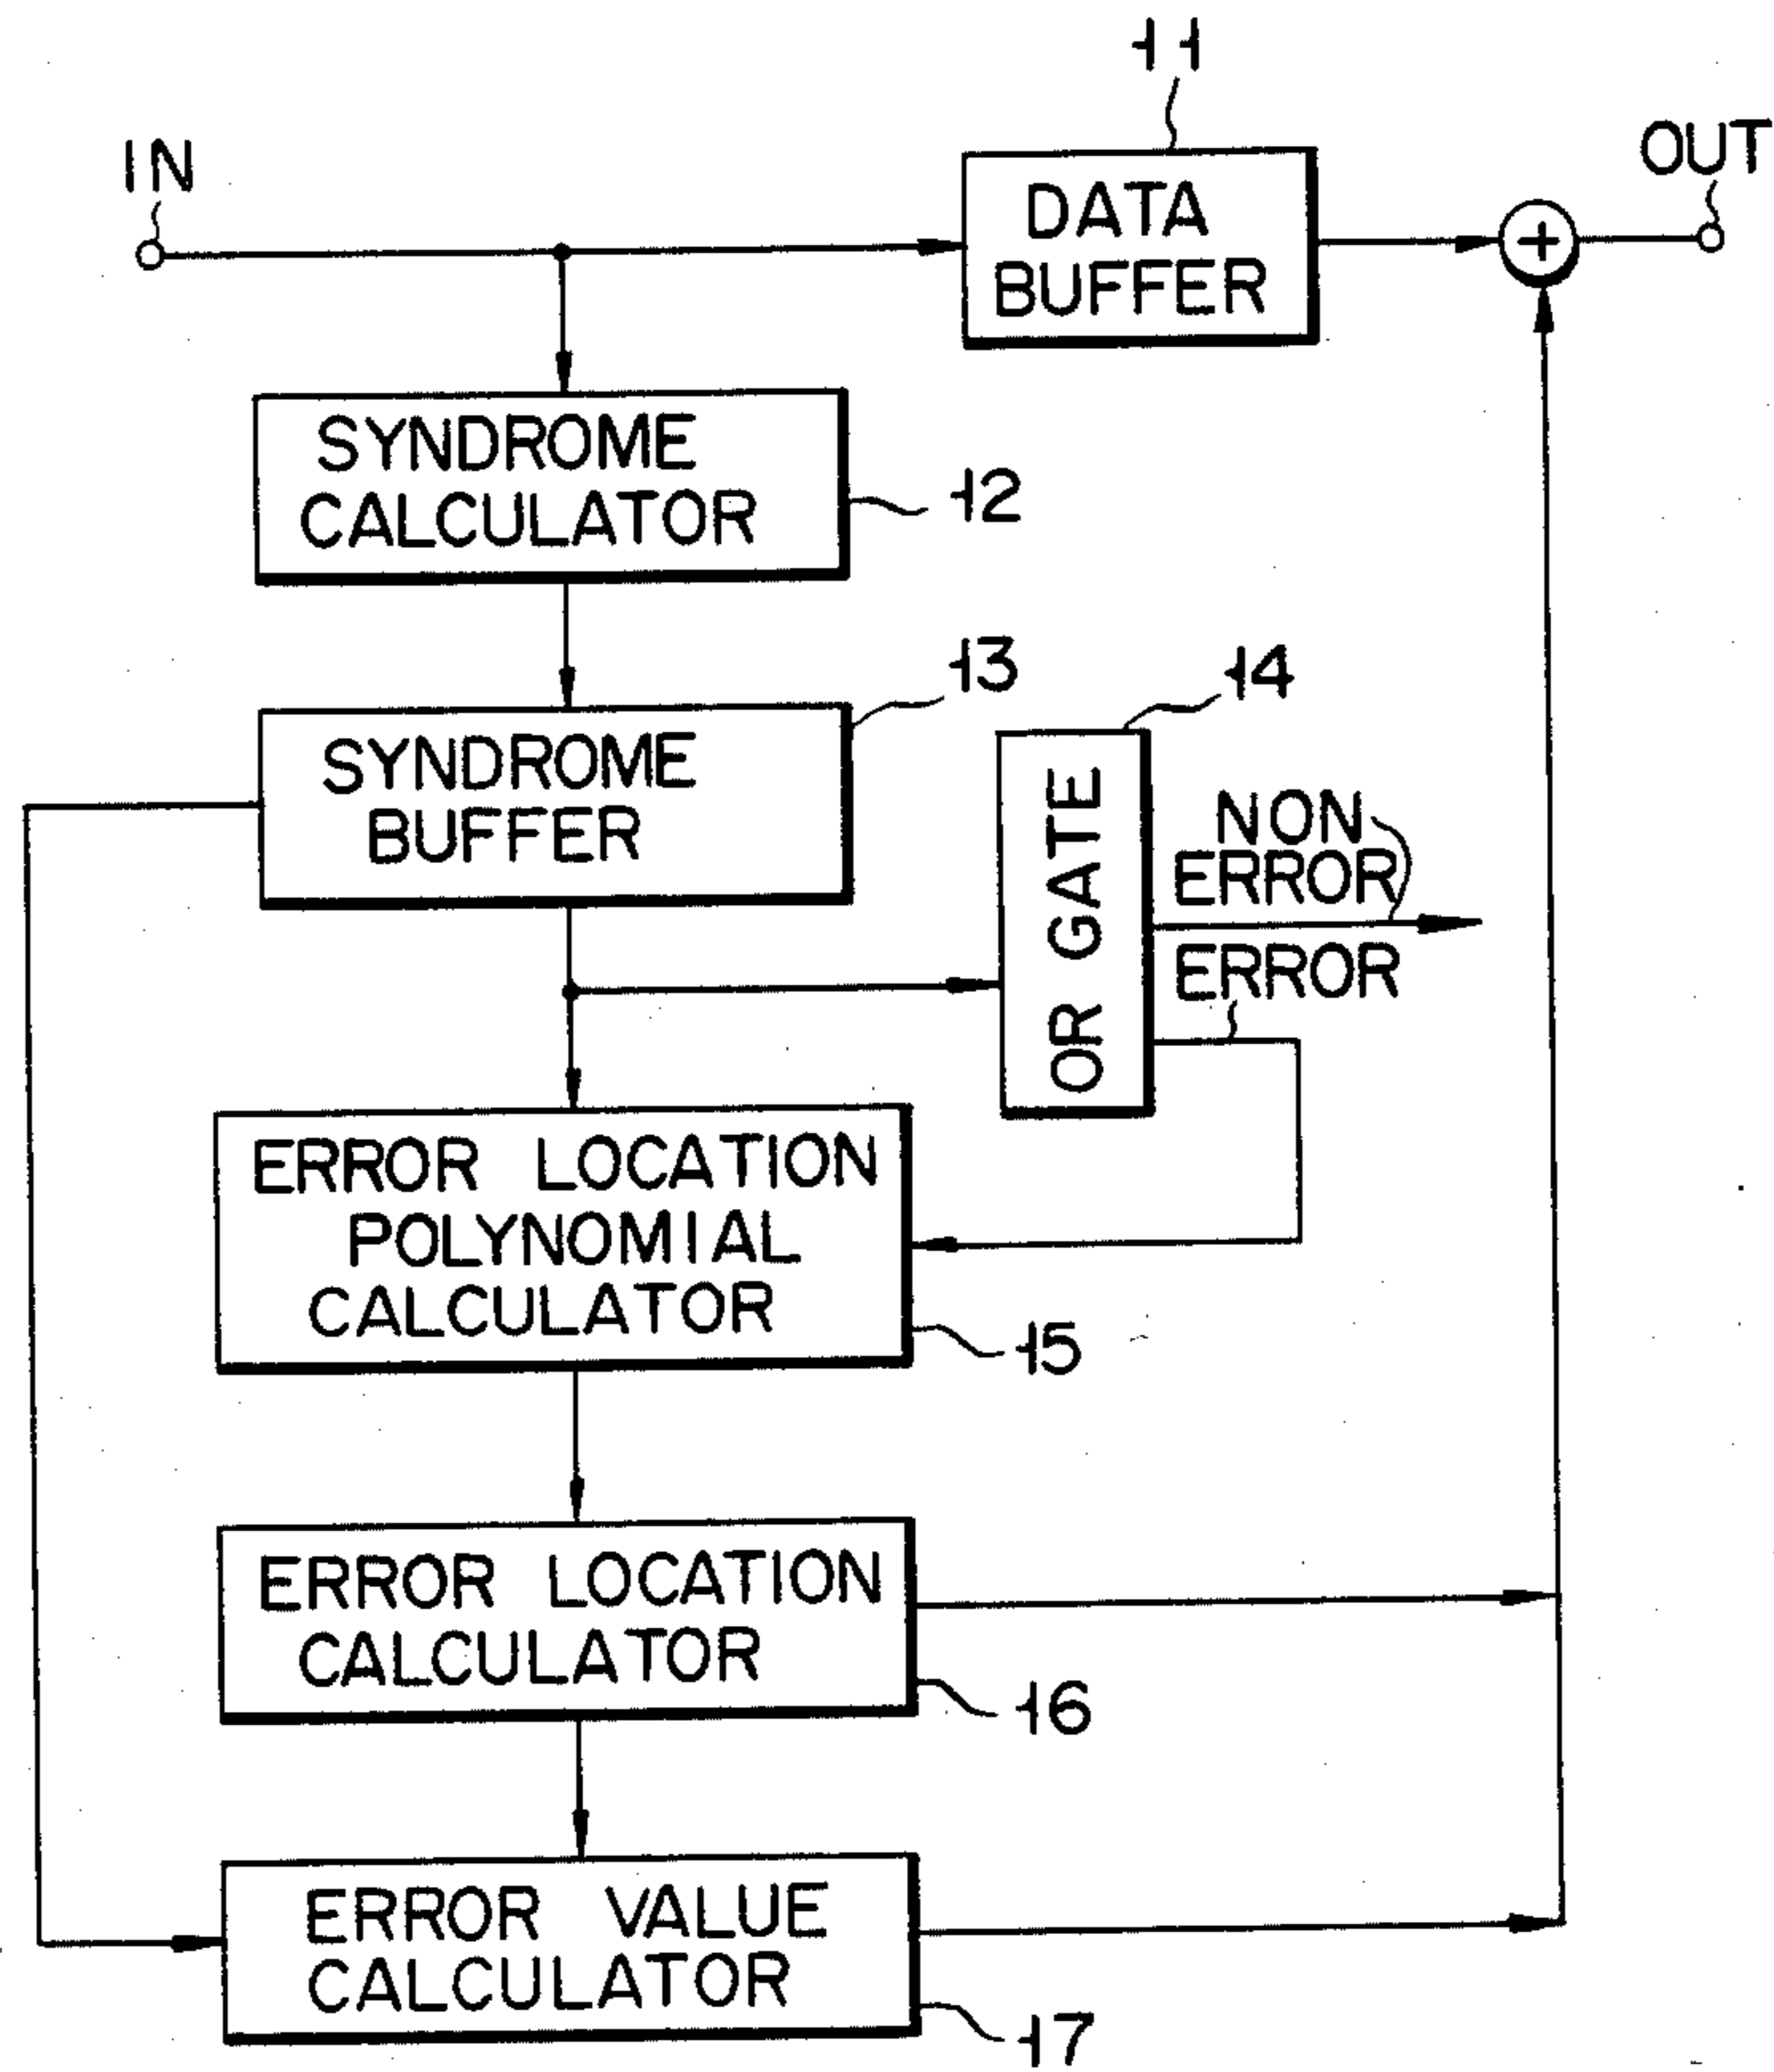 11
IN
OUT
DATA
BUFFER
+
SYNDROME
CALCULATOR
12
13
14
SYNDROME
BUFFER
OR GATE
NON
ERROR
ERROR
ERROR LOCATION
POLYNOMIAL
CALCULATOR
15
ERROR LOCATION
CALCULATOR
16
ERROR VALUE
CALCULATOR
17